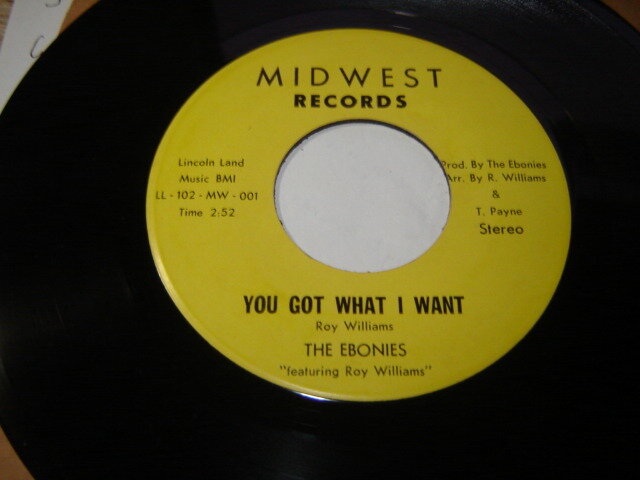 MIDWEST
RECORDS
Lincoln Land
Music BMI
LL - 102 - MW - 001
Time 2:52
Prod. By The Ebonies
Arr. By R. Williams
&
T. Payne
Stereo
YOU GOT WHAT I WANT
Roy Williams
THE EBONIES
"featuring Roy Williams"